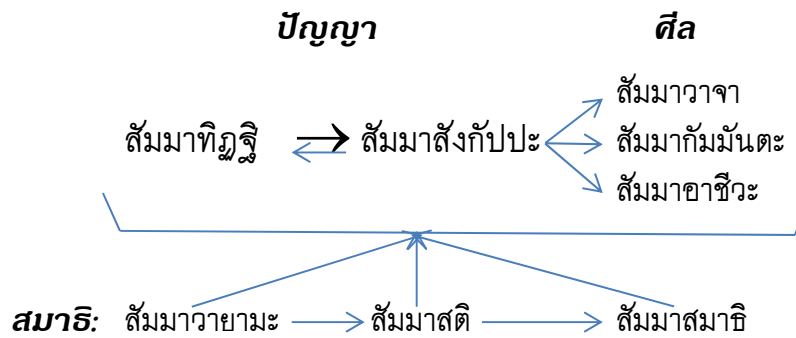 ปัญญา ศีล
สัมมาวาจา
สัมมาทิฏฐิ สัมมาสังกัปปะ สัมมากัมมันตะ
สัมมาอาชีวะ
สมาธิ: สัมมาวายามะ สัมมาสติ สัมมาสมาธิ